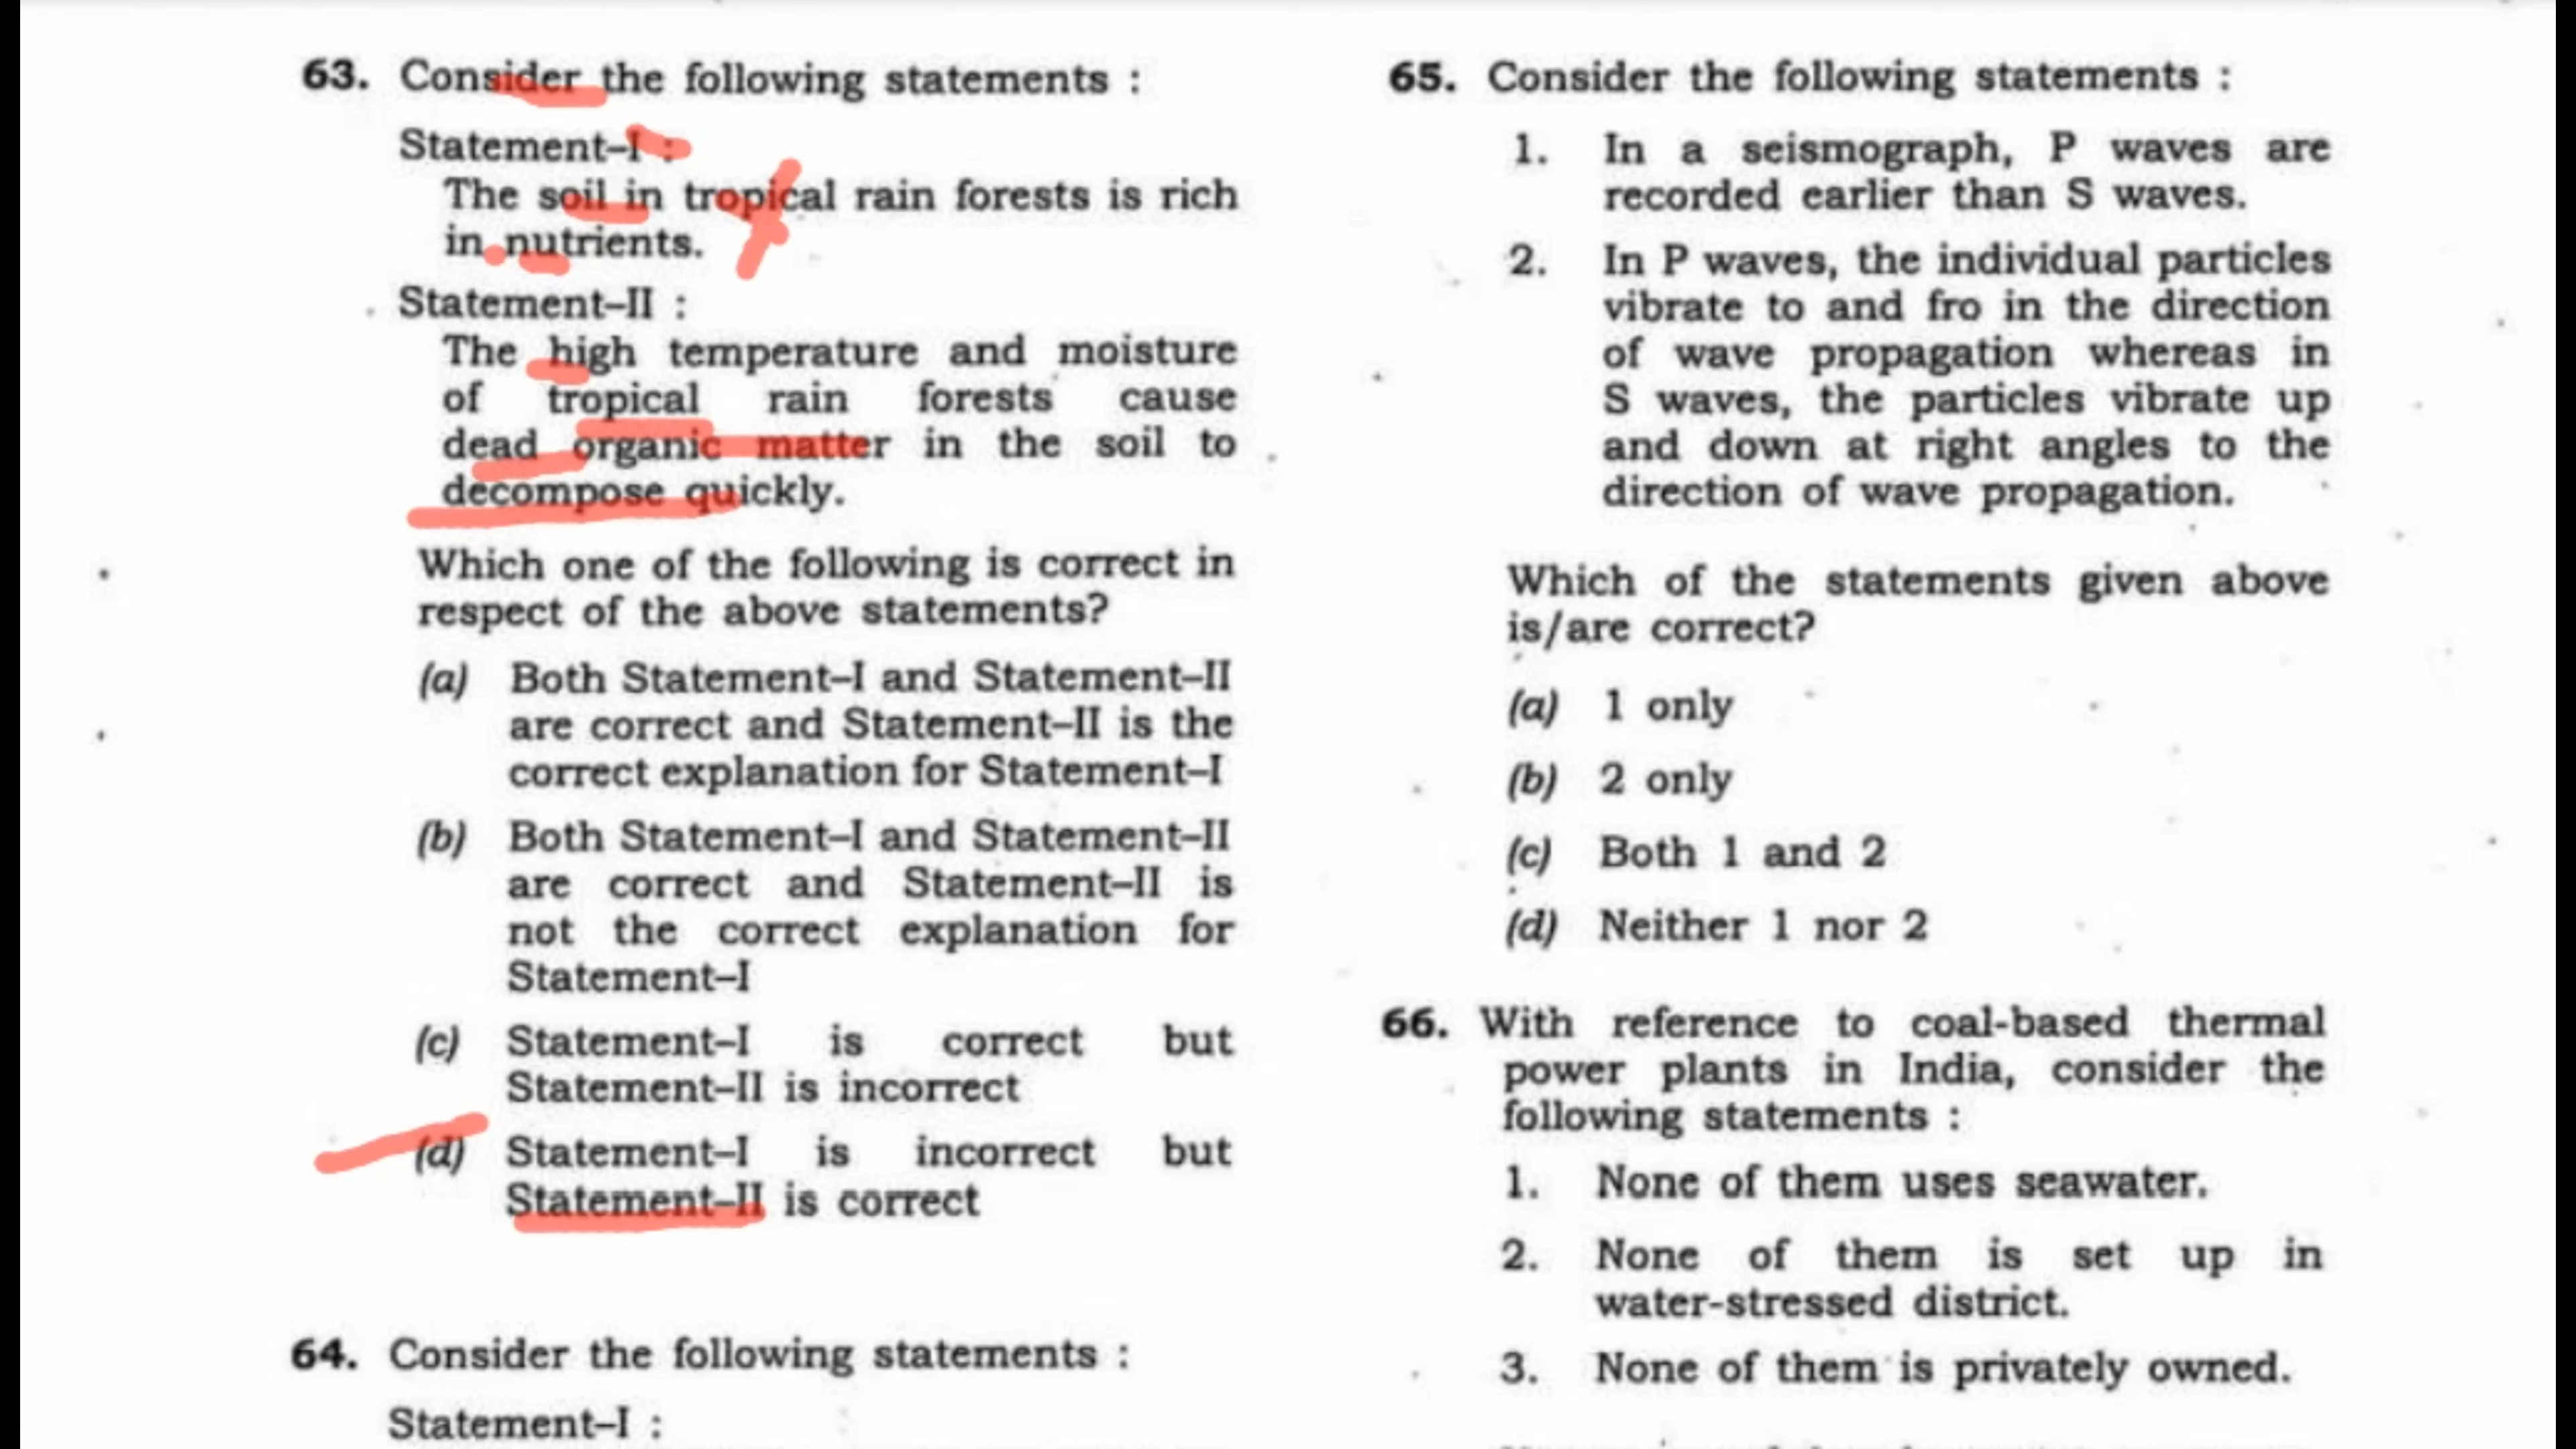 63. Consider the following statements :
Statement–I :
The soil in tropical rain forests is rich
in nutrients.
Statement–II :
The high temperature and moisture
of tropical rain forests cause
dead organic matter in the soil to
decompose quickly.
Which one of the following is correct in
respect of the above statements?
(a) Both Statement–I and Statement–II
are correct and Statement–II is the
correct explanation for Statement–I
(b) Both Statement–I and Statement–II
are correct and Statement–II is
not the correct explanation for
Statement–I
(c) Statement–I is correct but
Statement–II is incorrect
(d) Statement–I is incorrect but
Statement–II is correct
64. Consider the following statements :
Statement–I :
65. Consider the following statements :
1. In a seismograph, P waves are
recorded earlier than S waves.
2. In P waves, the individual particles
vibrate to and fro in the direction
of wave propagation whereas in
S waves, the particles vibrate up
and down at right angles to the
direction of wave propagation.
Which of the statements given above
is/are correct?
(a) 1 only
(b) 2 only
(c) Both 1 and 2
(d) Neither 1 nor 2
66. With reference to coal-based thermal
power plants in India, consider the
following statements :
1. None of them uses seawater.
2. None of them is set up in
water-stressed district.
3. None of them is privately owned.